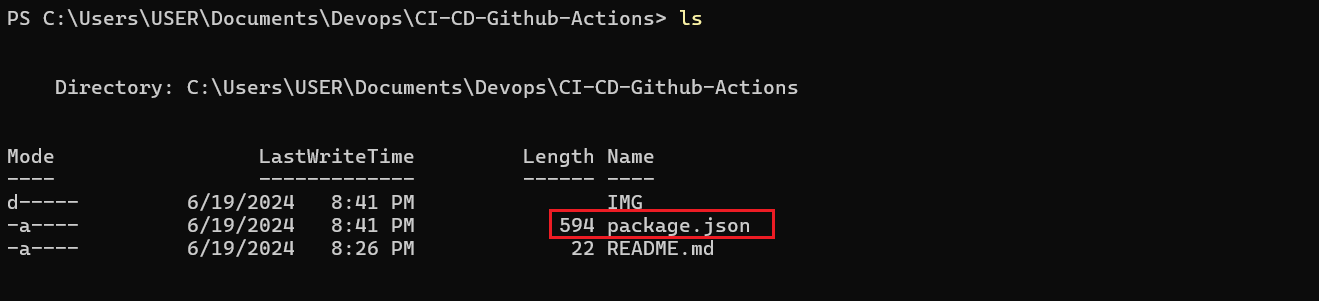 PS C:\Users\USER\Documents\Devops\CI-CD-Github-Actions> ls
Directory: C:\Users\USER\Documents\Devops\CI-CD-Github-Actions
Mode LastWriteTime Length Name
---- ------------- ------ ----
d----- 6/19/2024 8:41 PM IMG
-a---- 6/19/2024 8:41 PM 594 package.json
-a---- 6/19/2024 8:26 PM 22 README.md